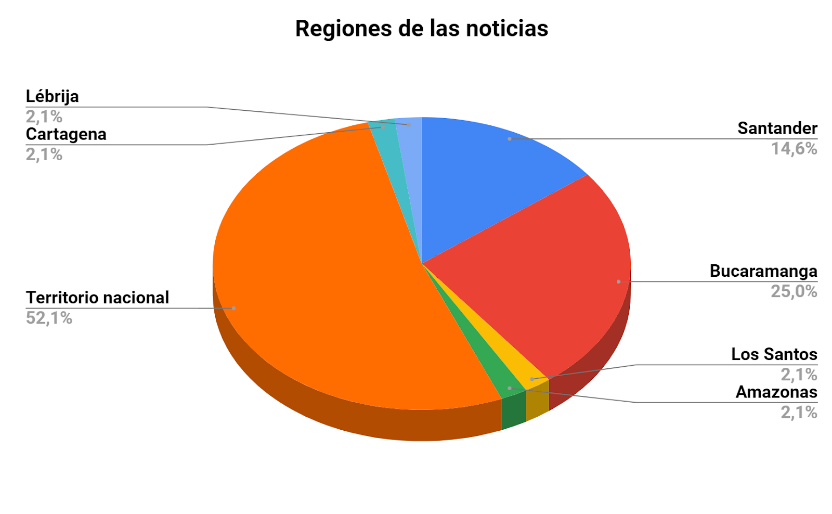 Regiones de las noticias
Lébrija
2,1%
Cartagena
2,1%
Territorio nacional
52,1%
Santander
14,6%
Bucaramanga
25,0%
Los Santos
2,1%
Amazonas
2,1%